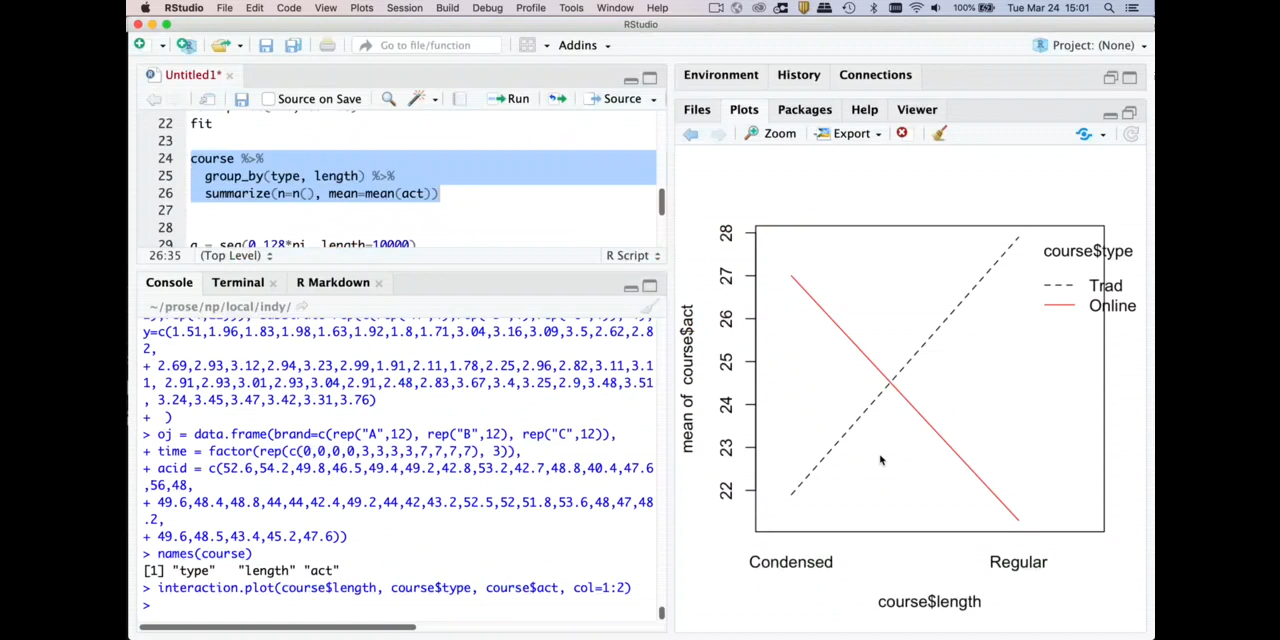 RStudio File Edit Code View Plots Session Build Debug Profile Tools Window Help 100% Tue Mar 24 15:01
RStudio
Go to file/function Addins Project: (None)
Untitled1*
Source on Save Run Source
22 fit
23
24 course %>%
25 group_by(type, length) %>%
26 summarize(n=n(), mean=mean(act))
27
28
29 q = seq(0,128*pi, length=10000)
26:35 (Top Level) R Script
Console Terminal R Markdown
~/prose/np/local/indy/
y=c(1.51,1.96,1.83,1.98,1.63,1.92,1.8,1.71,3.04,3.16,3.09,3.5,2.62,2.8
2,
+ 2.69,2.93,3.12,2.94,3.23,2.99,1.91,2.11,1.78,2.25,2.96,2.82,3.11,3.1
1, 2.91,2.93,3.01,2.93,3.04,2.91,2.48,2.83,3.67,3.4,3.25,2.9,3.48,3.51
, 3.24,3.45,3.47,3.42,3.31,3.76)
+ )
> oj = data.frame(brand=c(rep("A",12), rep("B",12), rep("C",12)),
+ time = factor(rep(c(0,0,0,0,3,3,3,3,7,7,7,7), 3)),
+ acid = c(52.6,54.2,49.8,46.5,49.4,49.2,42.8,53.2,42.7,48.8,40.4,47.6
,56,48,
+ 49.6,48.4,48.8,44,44,42.4,49.2,44,42,43.2,52.5,52,51.8,53.6,48,47,48
.2,
+ 49.6,48.5,43.4,45.2,47.6))
> names(course)
[1] "type" "length" "act"
> interaction.plot(course$length, course$type, course$act, col=1:2)
>
Environment History Connections
Files Plots Packages Help Viewer
Zoom Export
mean of course$act
28
27
26
25
24
23
22
course$type
Trad
Online
Condensed Regular
course$length